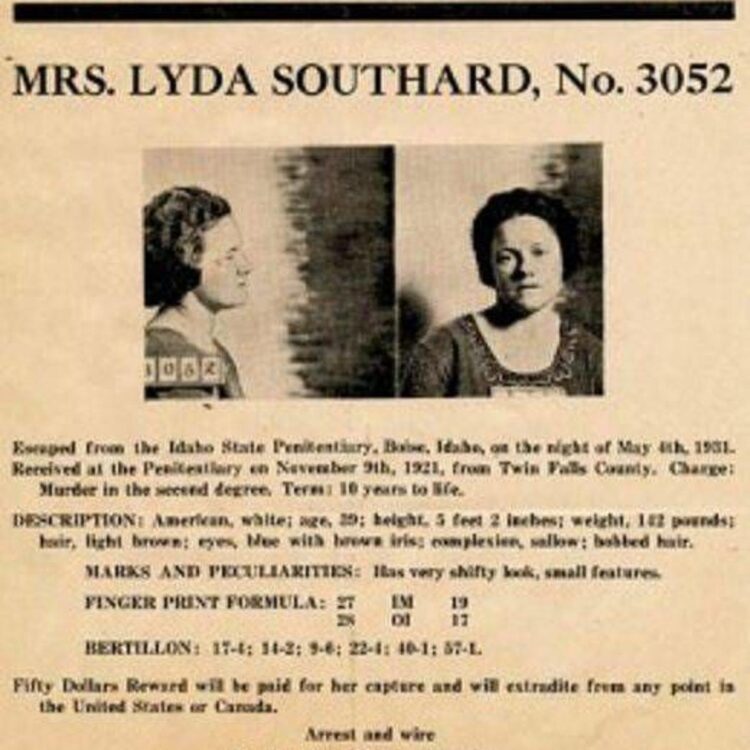 MRS. LYDA SOUTHARD, No. 3052
3052
Escaped from the Idaho State Penitentiary, Boise, Idaho, on the night of May 4th, 1931.
Received at the Penitentiary on November 9th, 1921, from Twin Falls County. Charge:
Murder in the second degree. Term: 10 years to life.
DESCRIPTION: American, white; age, 39; height, 5 feet 2 inches; weight, 142 pounds;
hair, light brown; eyes, blue with brown iris; complexion, sallow; bobbed hair.
MARKS AND PECULIARITIES: Has very shifty look, small features.
FINGER PRINT FORMULA: 27 IM 19
28 OI 17
BERTILLON: 17-4; 14-2; 9-6; 22-4; 40-1; 57-1.
Fifty Dollars Reward will be paid for her capture and will extradite from any point in
the United States or Canada.
Arrest and wire